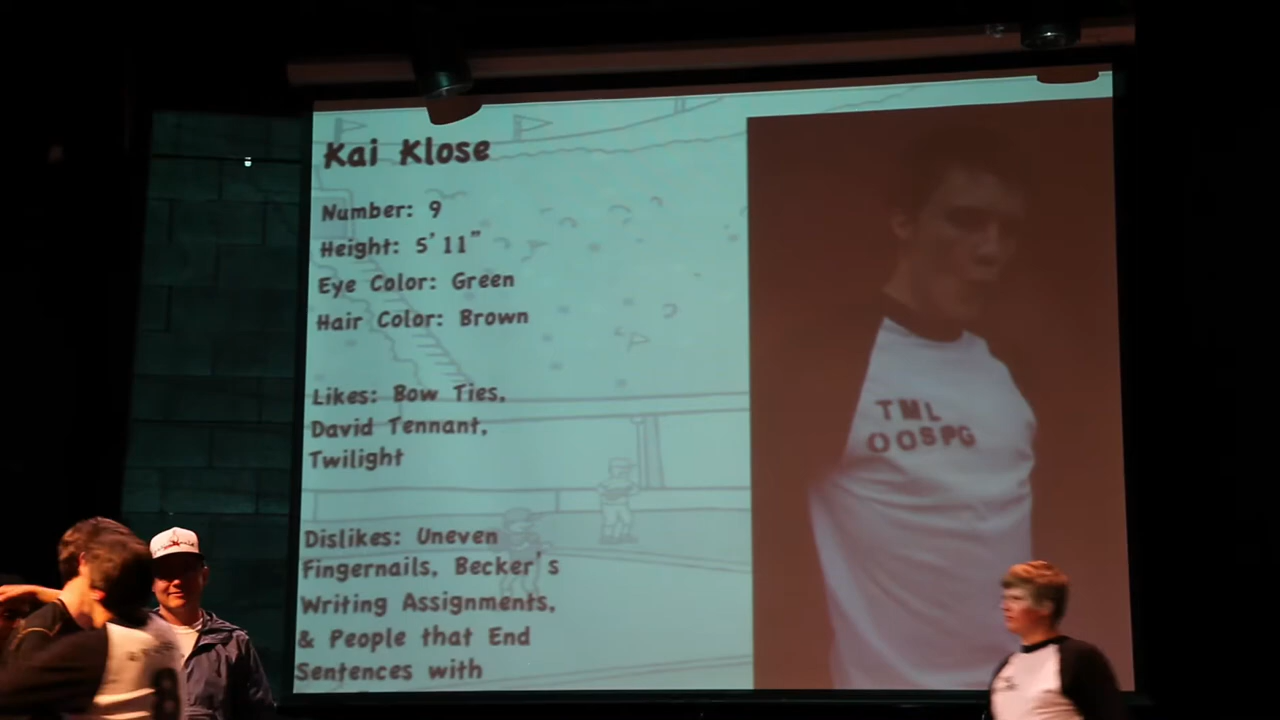 Kai Klose
Number: 9
Height: 5'11"
Eye Color: Green
Hair Color: Brown
Likes: Bow Ties,
David Tennant,
Twilight
Dislikes: Uneven
Fingernails, Becker's
Writing Assignments,
& People that End
Sentences with
TML
OOSPG